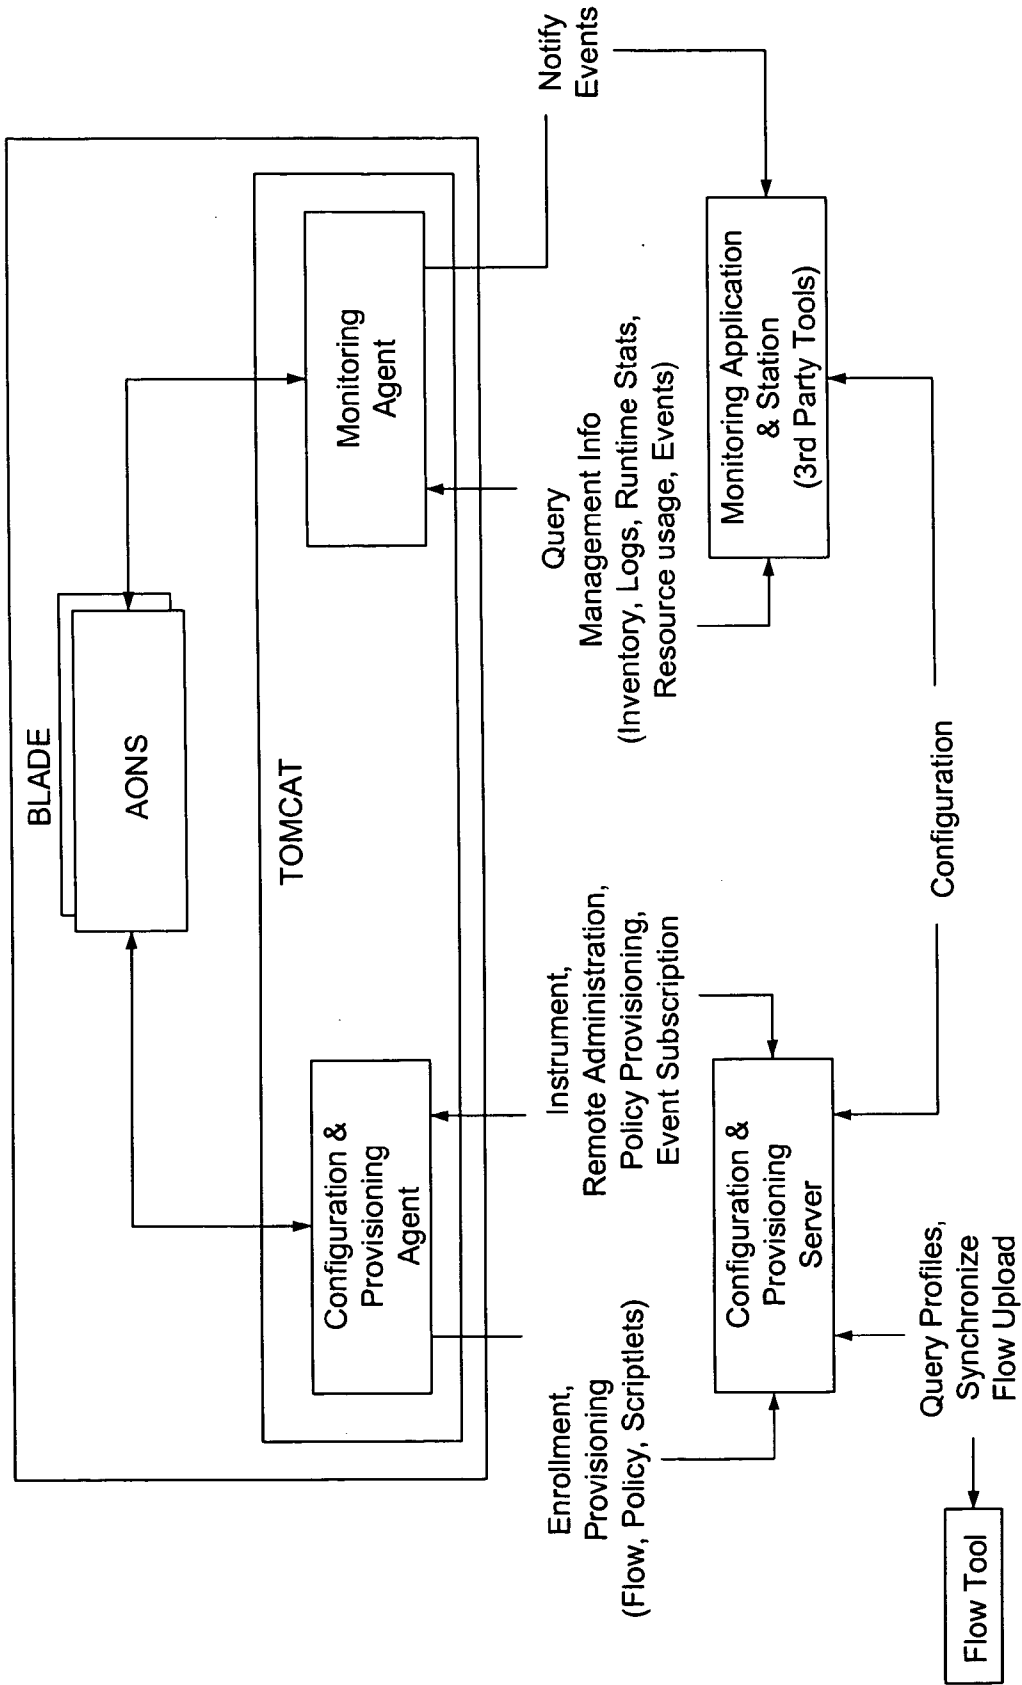 BLADE
AONS
TOMCAT
Configuration &
Provisioning
Agent
Monitoring
Agent
Enrollment,
Provisioning
(Flow, Policy, Scriptlets)
Instrument,
Remote Administration,
Policy Provisioning,
Event Subscription
Query
Management Info
(Inventory, Logs, Runtime Stats,
Resource usage, Events)
Notify
Events
Configuration &
Provisioning
Server
Monitoring Application
& Station
(3rd Party Tools)
Flow Tool
Query Profiles,
Synchronize
Flow Upload
Configuration